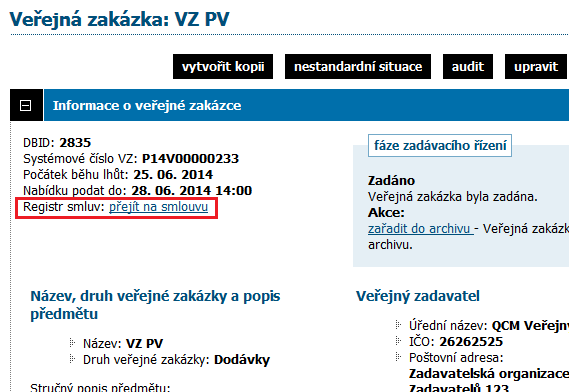 Veřejná zakázka: VZ PV
vytvořit kopii nestandardní situace audit upravit
Informace o veřejné zakázce
DBID: 2835
Systémové číslo VZ: P14V00000233
Počátek běhu lhůt: 25. 06. 2014
Nabídku podat do: 28. 06. 2014 14:00
Registr smluv: přejít na smlouvu
fáze zadávacího řízení
Zadáno
Veřejná zakázka byla zadána.
Akce:
zařadit do archivu - Veřejná zakázk
archivu.
Název, druh veřejné zakázky a popis
předmětu
Název: VZ PV
Druh veřejné zakázky: Dodávky
Stručný popis předmětu:
Veřejný zadavatel
Úřední název: QCM Veřejný
IČO: 26262525
Poštovní adresa:
Zadavatelská organizace
Zadavatelů 123